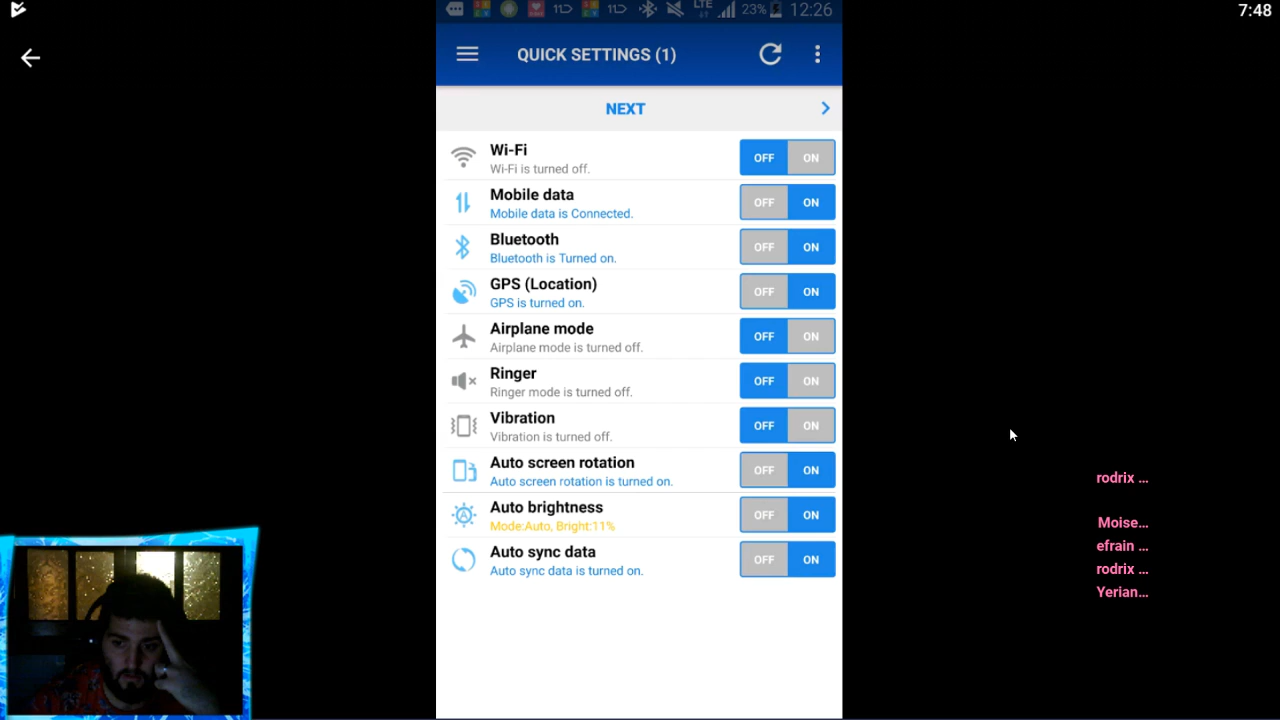 LTE 23% 12:26
7:48
QUICK SETTINGS (1)
NEXT
Wi-Fi
OFF ON
Wi-Fi is turned off.
Mobile data
OFF ON
Mobile data is Connected.
Bluetooth
OFF ON
Bluetooth is Turned on.
GPS (Location)
OFF ON
GPS is turned on.
Airplane mode
OFF ON
Airplane mode is turned off.
Ringer
OFF ON
Ringer mode is turned off.
Vibration
OFF ON
Vibration is turned off.
Auto screen rotation
OFF ON
Auto screen rotation is turned on.
Auto brightness
OFF ON
Mode:Auto, Bright:11%
Auto sync data
OFF ON
Auto sync data is turned on.
rodrix ...
Moise...
efrain ...
rodrix ...
Yerian...